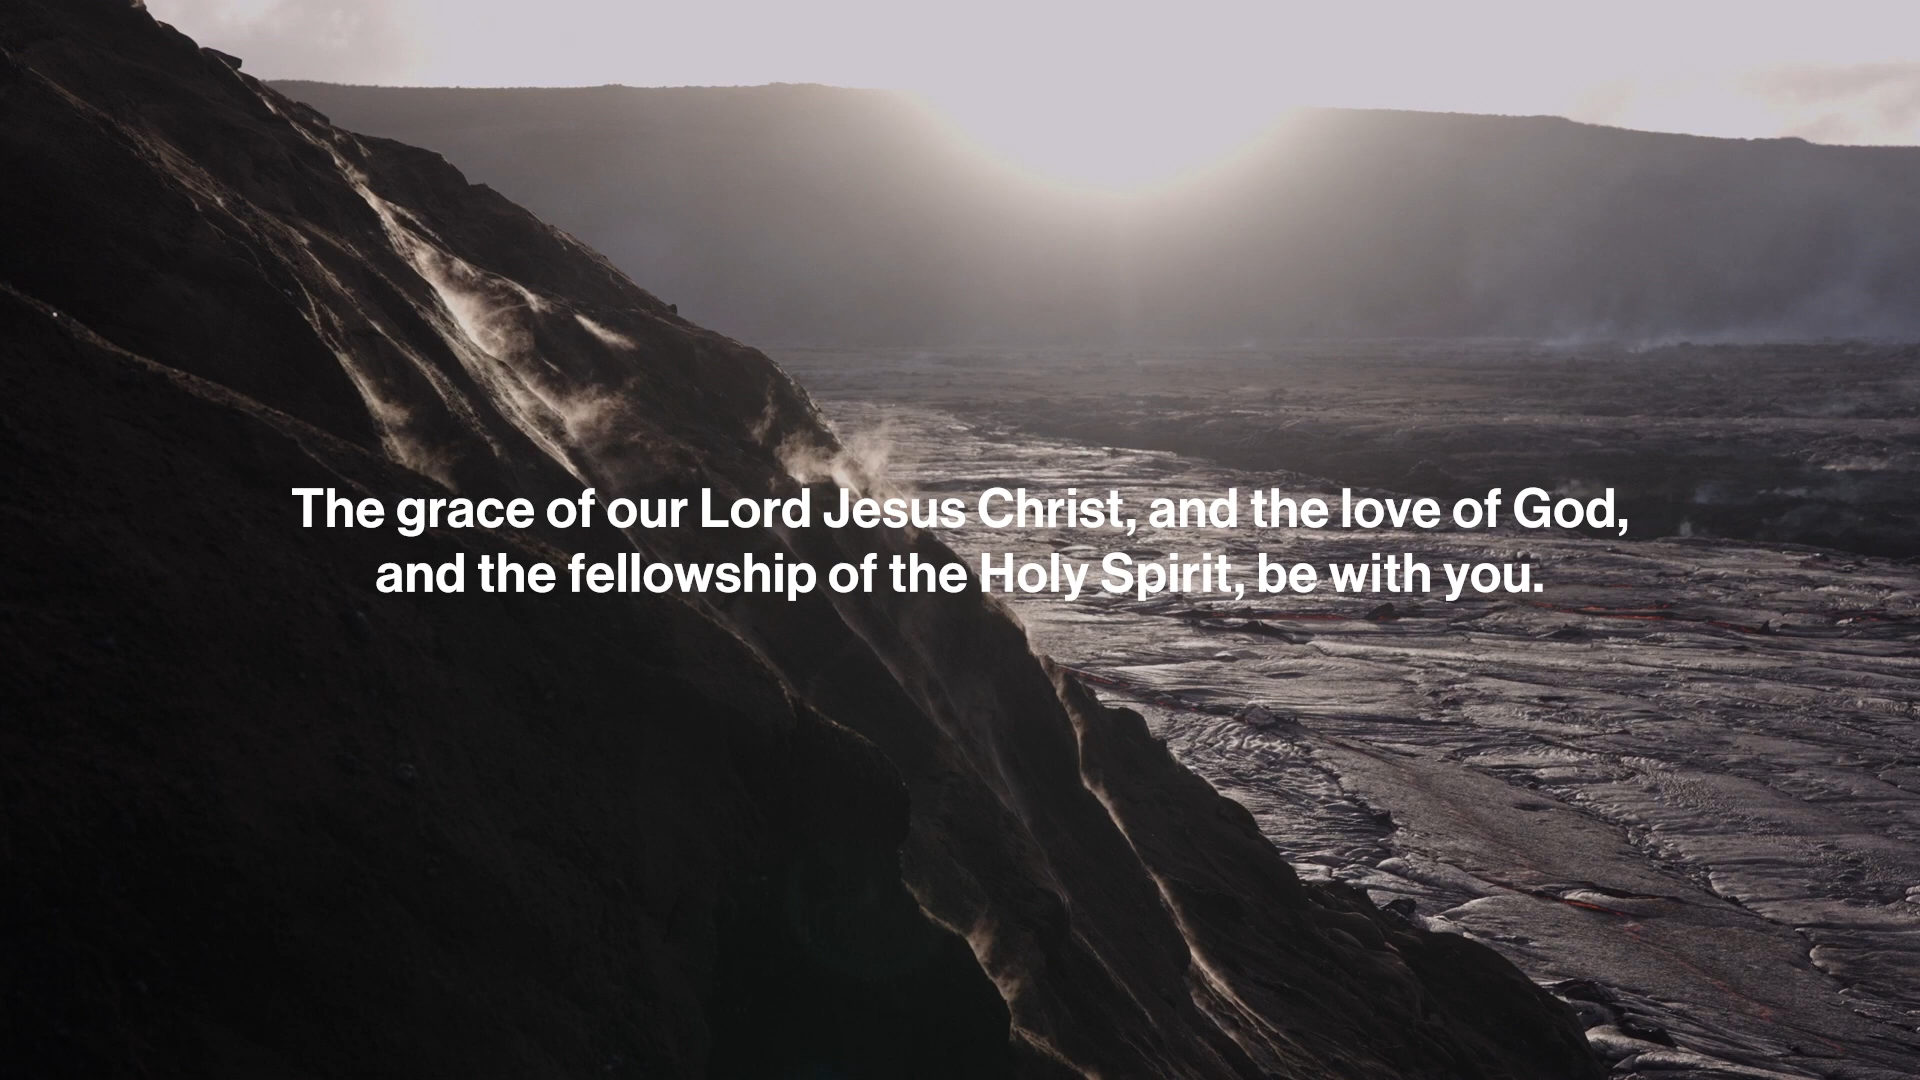 The grace of our Lord Jesus Christ, and the love of God,
and the fellowship of the Holy Spirit, be with you.